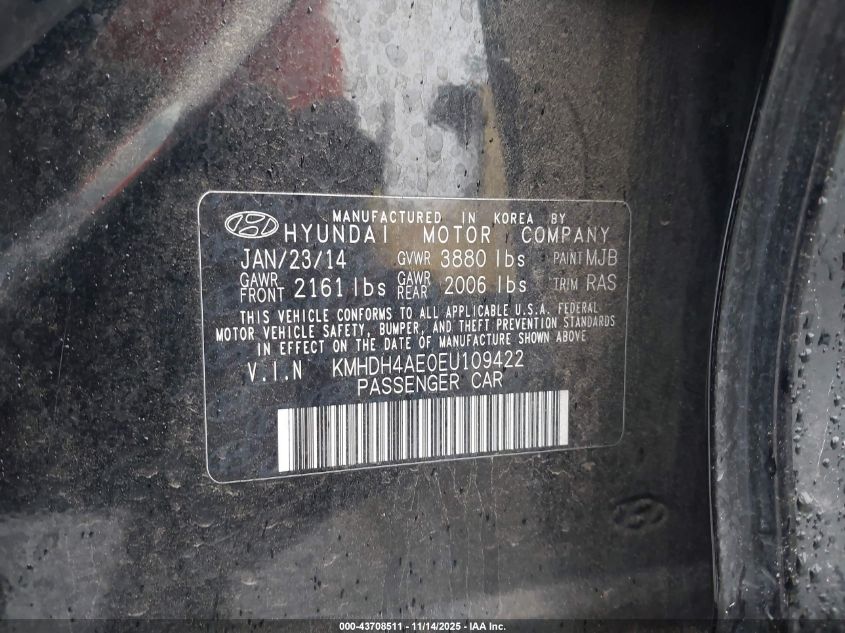 MANUFACTURED IN KOREA BY
HYUNDAI MOTOR COMPANY
JAN/23/14 GVWR 3880 lbs PAINT MJB
GAWR FRONT 2161 lbs GAWR REAR 2006 lbs TRIM RAS
THIS VEHICLE CONFORMS TO ALL APPLICABLE U.S.A. FEDERAL
MOTOR VEHICLE SAFETY, BUMPER, AND THEFT PREVENTION STANDARDS
IN EFFECT ON THE DATE OF MANUFACTURE SHOWN ABOVE
V.I.N KMHDH4AE0EU109422
PASSENGER CAR
000-43708511 - 11/14/2025 - IAA Inc.